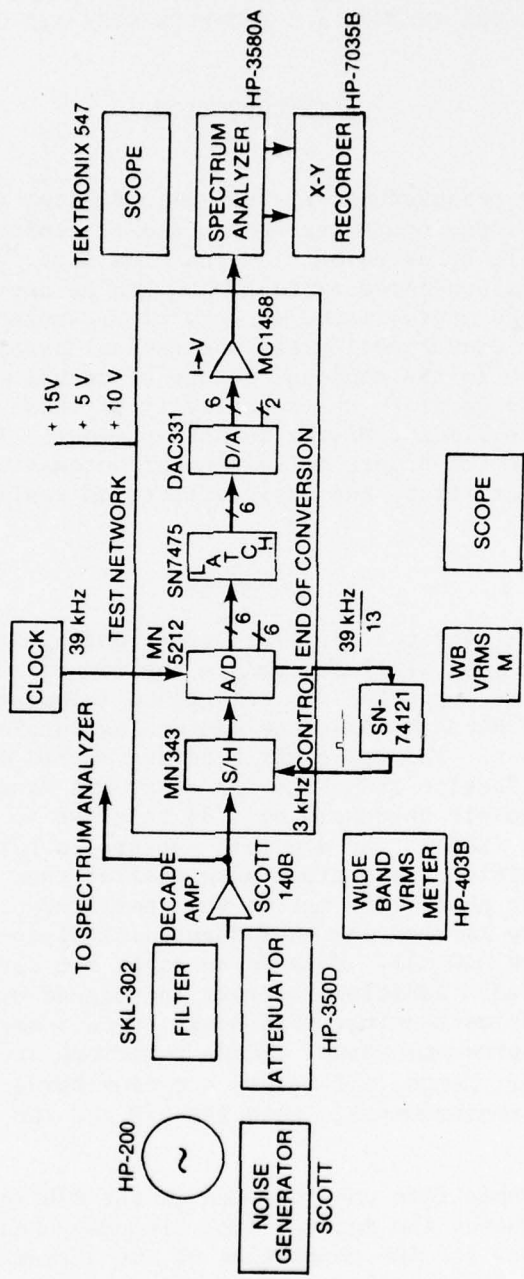 HP-200
~
NOISE
GENERATOR
SCOTT
SKL-302
FILTER
ATTENUATOR
HP-350D
TO SPECTRUM ANALYZER
DECADE
AMP
SCOTT
140B
WIDE
BAND
VRMS
METER
HP-403B
CLOCK
39 kHz
TEST NETWORK
+ 15V
+ 5 V
+ 10 V
MN343
S/H
MN
5212
A/D
6
6
SN7475
LATCH
6
DAC331
D/A
6
2
I→V
MC1458
3 kHz CONTROL
END OF CONVERSION
39 kHz
13
SN-
74121
WB
VRMS
M
SCOPE
TEKTRONIX 547
SCOPE
SPECTRUM
ANALYZER
HP-3580A
X-Y
RECORDER
HP-7035B